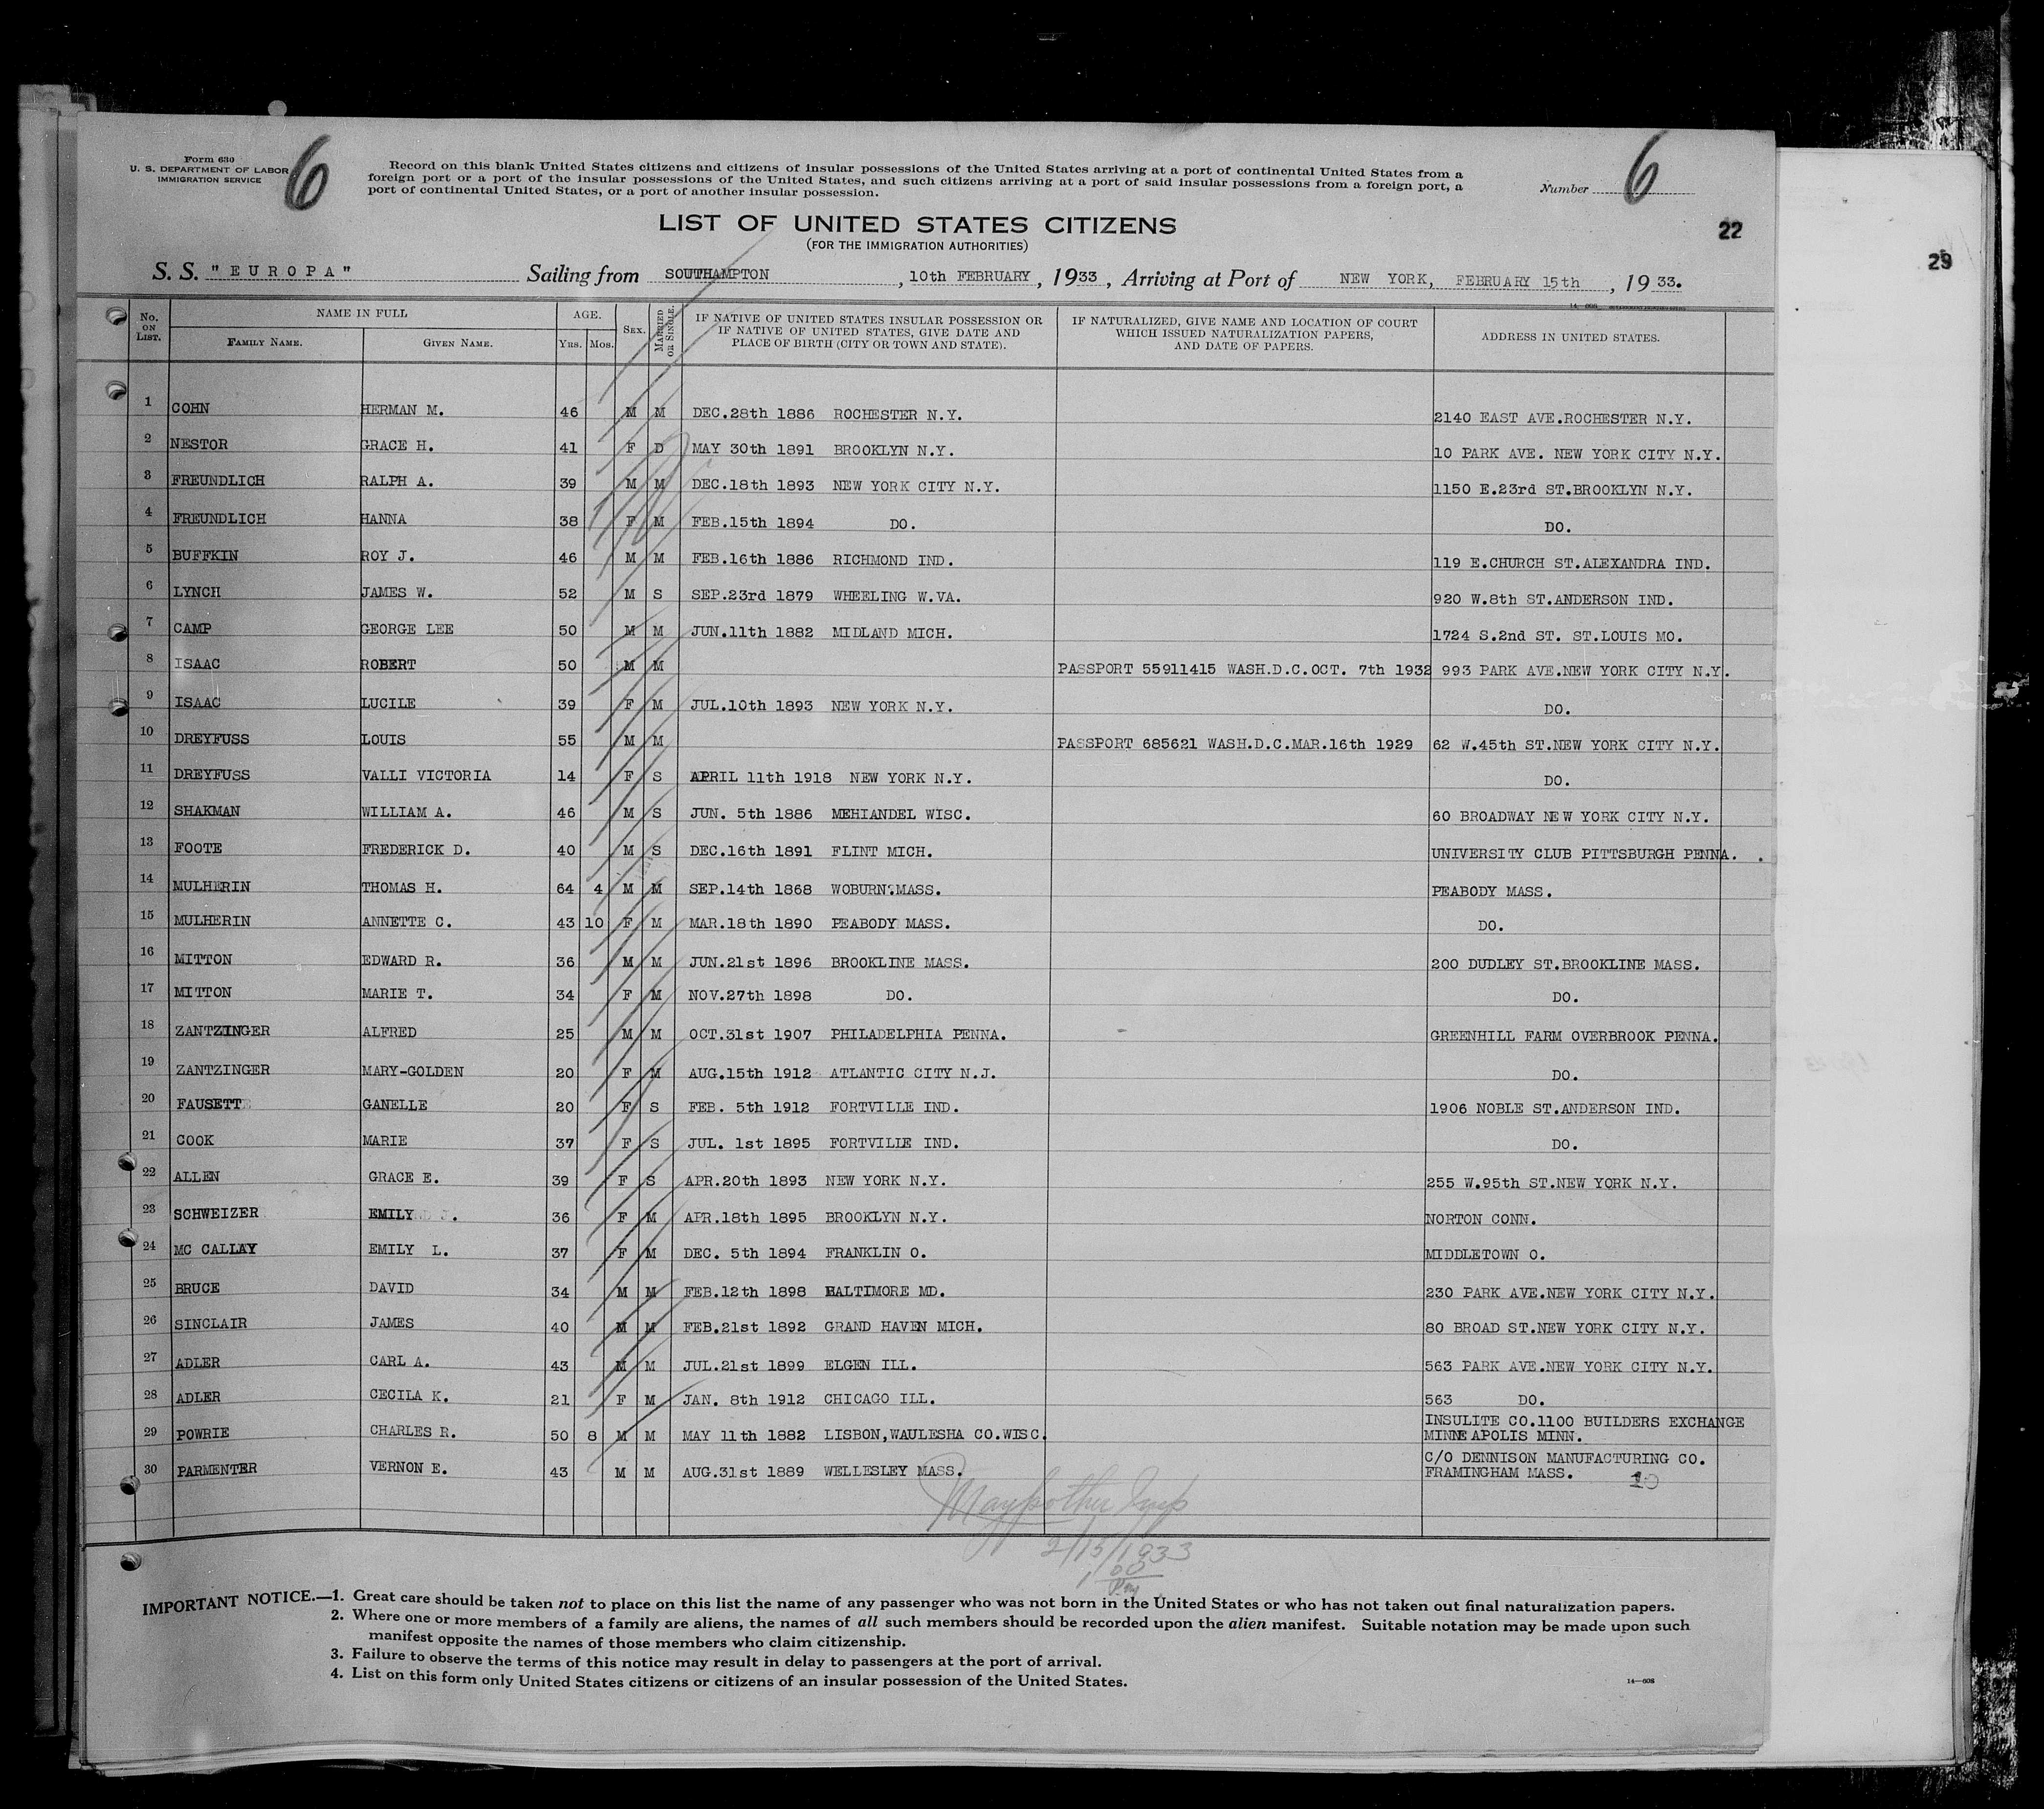 Form 630
U. S. DEPARTMENT OF LABOR
IMMIGRATION SERVICE
6
Record on this blank United States citizens and citizens of insular possessions of the United States arriving at a port of continental United States from a
foreign port or a port of the insular possessions of the United States, and such citizens arriving at a port of said insular possessions from a foreign port, a
port of continental United States, or a port of another insular possession.
Number 6
LIST OF UNITED STATES CITIZENS
(FOR THE IMMIGRATION AUTHORITIES)
22
29
S. S. "EUROPA" Sailing from SOUTHAMPTON, 10th FEBRUARY, 1933, Arriving at Port of NEW YORK, FEBRUARY 15th, 1933.
No. ON LIST. NAME IN FULL FAMILY NAME. GIVEN NAME. AGE. YRS. MOS. SEX. MARRIED OR SINGLE. IF NATIVE OF UNITED STATES INSULAR POSSESSION OR IF NATIVE OF UNITED STATES, GIVE DATE AND PLACE OF BIRTH (CITY OR TOWN AND STATE). IF NATURALIZED, GIVE NAME AND LOCATION OF COURT WHICH ISSUED NATURALIZATION PAPERS, AND DATE OF PAPERS. ADDRESS IN UNITED STATES.
1 COHN HERMAN M. 46 M M DEC.28th 1886 ROCHESTER N.Y. 2140 EAST AVE.ROCHESTER N.Y.
2 NESTOR GRACE H. 41 F D MAY 30th 1891 BROOKLYN N.Y. 10 PARK AVE. NEW YORK CITY N.Y.
3 FREUNDLICH RALPH A. 39 M M DEC.18th 1893 NEW YORK CITY N.Y. 1150 E.23rd ST.BROOKLYN N.Y.
4 FREUNDLICH HANNA 38 F M FEB.15th 1894 DO. DO.
5 BUFFKIN ROY J. 46 M M FEB.16th 1886 RICHMOND IND. 119 E.CHURCH ST.ALEXANDRA IND.
6 LYNCH JAMES W. 52 M S SEP.23rd 1879 WHEELING W.VA. 920 W.8th ST.ANDERSON IND.
7 CAMP GEORGE LEE 50 M M JUN.11th 1882 MIDLAND MICH. 1724 S.2nd ST. ST.LOUIS MO.
8 ISAAC ROBERT 50 M M PASSPORT 55911415 WASH.D.C.OCT. 7th 1932 993 PARK AVE.NEW YORK CITY N.Y.
9 ISAAC LUCILE 39 F M JUL.10th 1893 NEW YORK N.Y. DO.
10 DREYFUSS LOUIS 55 M M PASSPORT 685621 WASH.D.C.MAR.16th 1929 62 W.45th ST.NEW YORK CITY N.Y.
11 DREYFUSS VALLI VICTORIA 14 F S APRIL 11th 1918 NEW YORK N.Y. DO.
12 SHAKMAN WILLIAM A. 46 M S JUN. 5th 1886 MEHIANDEL WISC. 60 BROADWAY NEW YORK CITY N.Y.
13 FOOTE FREDERICK D. 40 M S DEC.16th 1891 FLINT MICH. UNIVERSITY CLUB PITTSBURGH PENNA.
14 MULHERIN THOMAS H. 64 4 M M SEP.14th 1868 WOBURN.MASS. PEABODY MASS.
15 MULHERIN ANNETTE C. 43 10 F M MAR.18th 1890 PEABODY MASS. DO.
16 MITTON EDWARD R. 36 M M JUN.21st 1896 BROOKLINE MASS. 200 DUDLEY ST.BROOKLINE MASS.
17 MITTON MARIE T. 34 F M NOV.27th 1898 DO. DO.
18 ZANTZINGER ALFRED 25 M M OCT.31st 1907 PHILADELPHIA PENNA. GREENHILL FARM OVERBROOK PENNA.
19 ZANTZINGER MARY-GOLDEN 20 F M AUG.15th 1912 ATLANTIC CITY N.J. DO.
20 FAUSETT GANELLE 20 F S FEB. 5th 1912 FORTVILLE IND. 1906 NOBLE ST.ANDERSON IND.
21 COOK MARIE 37 F S JUL. 1st 1895 FORTVILLE IND. DO.
22 ALLEN GRACE E. 39 F S APR.20th 1893 NEW YORK N.Y. 255 W.95th ST.NEW YORK N.Y.
23 SCHWEIZER EMILY J. 36 F M APR.18th 1895 BROOKLYN N.Y. NORTON CONN.
24 MC CALLAY EMILY L. 37 F M DEC. 5th 1894 FRANKLIN O. MIDDLETOWN O.
25 BRUCE DAVID 34 M M FEB.12th 1898 BALTIMORE MD. 230 PARK AVE.NEW YORK CITY N.Y.
26 SINCLAIR JAMES 40 M M FEB.21st 1892 GRAND HAVEN MICH. 80 BROAD ST.NEW YORK CITY N.Y.
27 ADLER CARL A. 43 M M JUL.21st 1899 ELGEN ILL. 563 PARK AVE.NEW YORK CITY N.Y.
28 ADLER CECILA K. 21 F M JAN. 8th 1912 CHICAGO ILL. 563 DO.
29 POWRIE CHARLES R. 50 8 M M MAY 11th 1882 LISBON,WAULESHA CO.WISC. INSULITE CO.1100 BUILDERS EXCHANGE MINNEAPOLIS MINN.
30 PARMENTER VERNON E. 43 M M AUG.31st 1889 WELLESLEY MASS. C/O DENNISON MANUFACTURING CO. FRAMINGHAM MASS.
10
2/15/1933
IMPORTANT NOTICE.—1. Great care should be taken not to place on this list the name of any passenger who was not born in the United States or who has not taken out final naturalization papers.
2. Where one or more members of a family are aliens, the names of all such members should be recorded upon the alien manifest. Suitable notation may be made upon such
manifest opposite the names of those members who claim citizenship.
3. Failure to observe the terms of this notice may result in delay to passengers at the port of arrival.
4. List on this form only United States citizens or citizens of an insular possession of the United States.
14—608